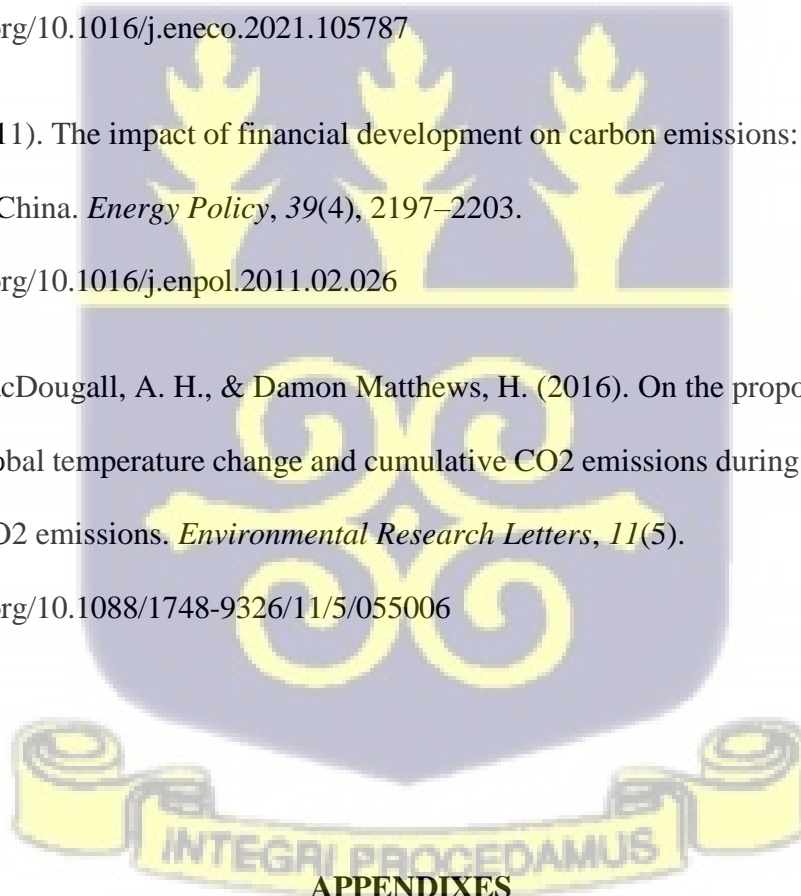 rg/10.1016/j.eneco.2021.105787
11). The impact of financial development on carbon emissions:
China. Energy Policy, 39(4), 2197–2203.
rg/10.1016/j.enpol.2011.02.026
cDougall, A. H., & Damon Matthews, H. (2016). On the propo
obal temperature change and cumulative CO2 emissions during
O2 emissions. Environmental Research Letters, 11(5).
rg/10.1088/1748-9326/11/5/055006
INTEGRI PROCEDAMUS
APPENDIXES